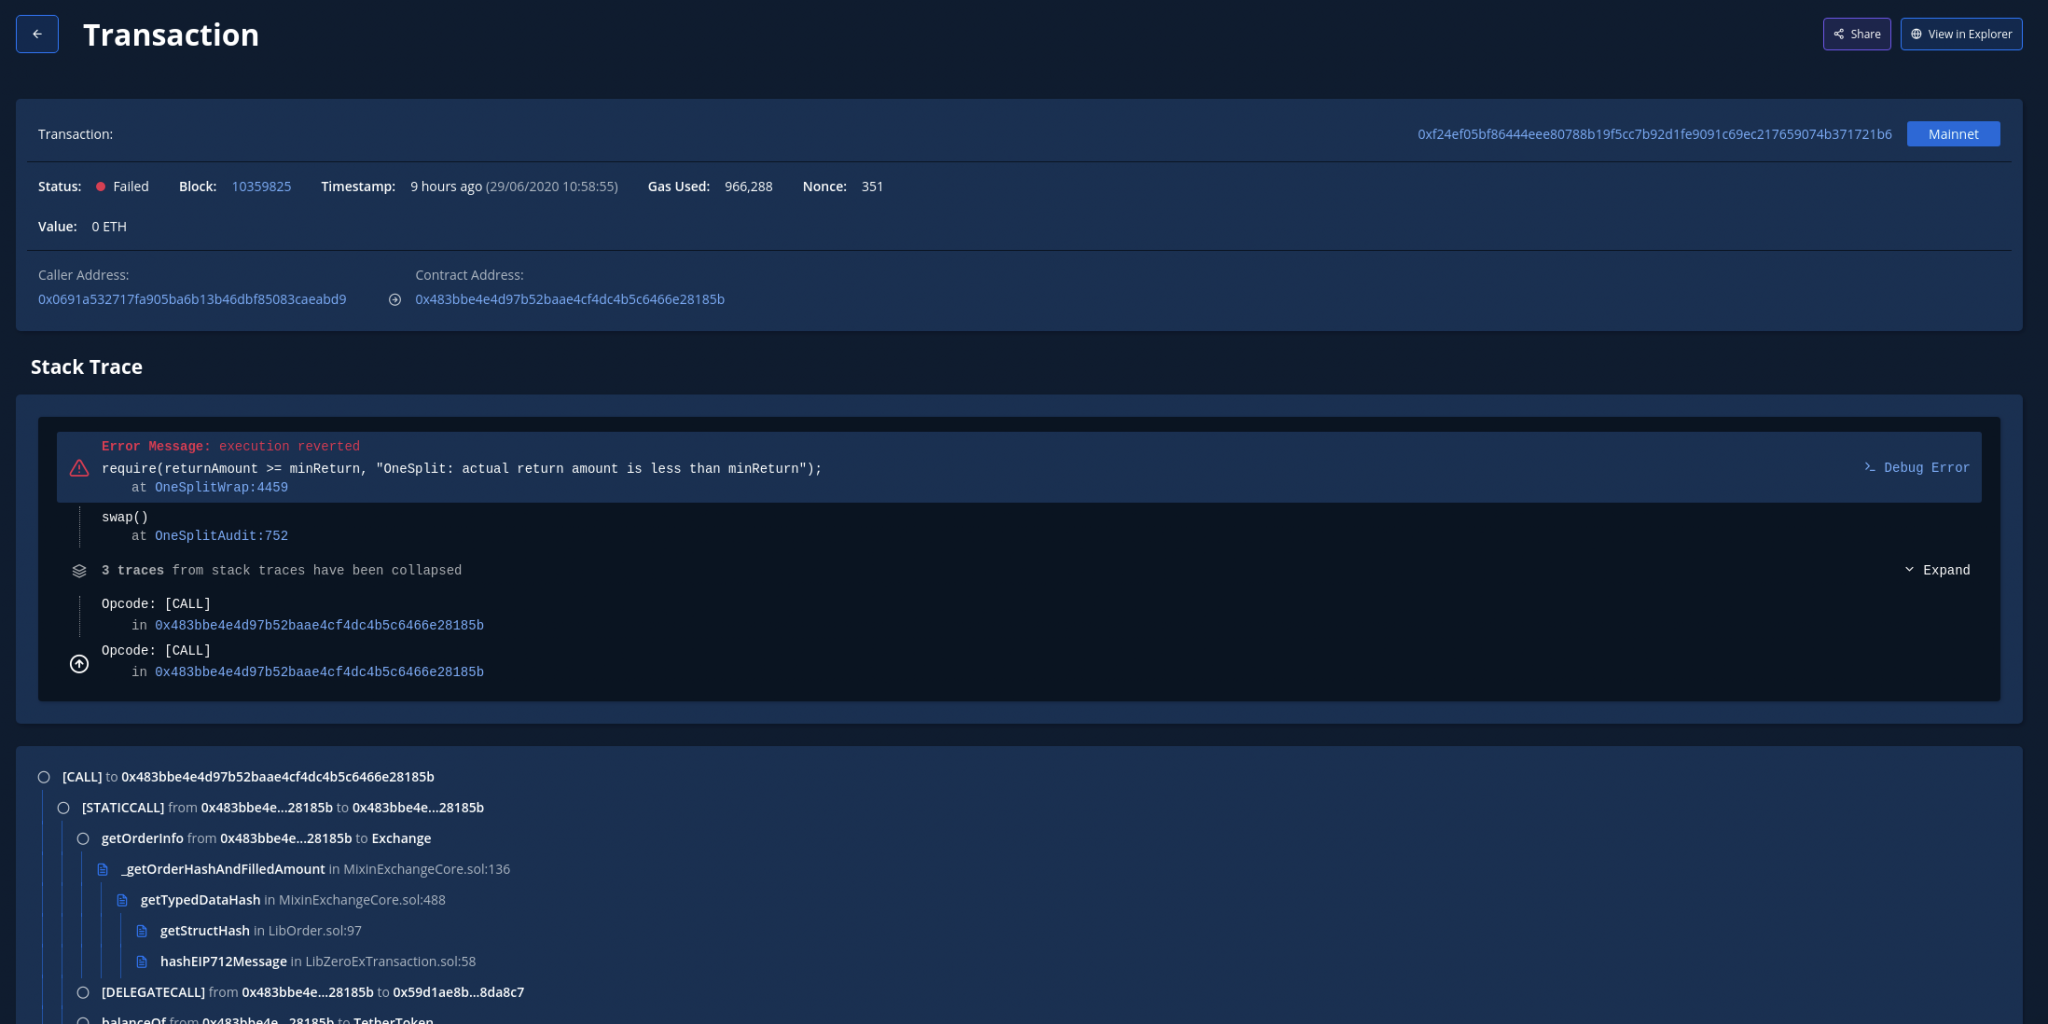 Transaction
Share
View in Explorer
Transaction:
0xf24ef05bf86444eee80788b19f5cc7b92d1fe9091c69ec217659074b371721b6
Mainnet
Status: Failed Block: 10359825 Timestamp: 9 hours ago (29/06/2020 10:58:55) Gas Used: 966,288 Nonce: 351
Value: 0 ETH
Caller Address: Contract Address:
0x0691a532717fa905ba6b13b46dbf85083caeabd9 0x483bbe4e4d97b52baae4cf4dc4b5c6466e28185b
Stack Trace
Error Message: execution reverted
require(returnAmount >= minReturn, "OneSplit: actual return amount is less than minReturn");
at OneSplitWrap:4459
Debug Error
swap()
at OneSplitAudit:752
3 traces from stack traces have been collapsed
Expand
Opcode: [CALL]
in 0x483bbe4e4d97b52baae4cf4dc4b5c6466e28185b
Opcode: [CALL]
in 0x483bbe4e4d97b52baae4cf4dc4b5c6466e28185b
[CALL] to 0x483bbe4e4d97b52baae4cf4dc4b5c6466e28185b
[STATICCALL] from 0x483bbe4e...28185b to 0x483bbe4e...28185b
getOrderInfo from 0x483bbe4e...28185b to Exchange
_getOrderHashAndFilledAmount in MixinExchangeCore.sol:136
getTypedDataHash in MixinExchangeCore.sol:488
getStructHash in LibOrder.sol:97
hashEIP712Message in LibZeroExTransaction.sol:58
[DELEGATECALL] from 0x483bbe4e...28185b to 0x59d1ae8b...8da8c7
balanceOf from 0x483bbe4e...28185b to TetherToken